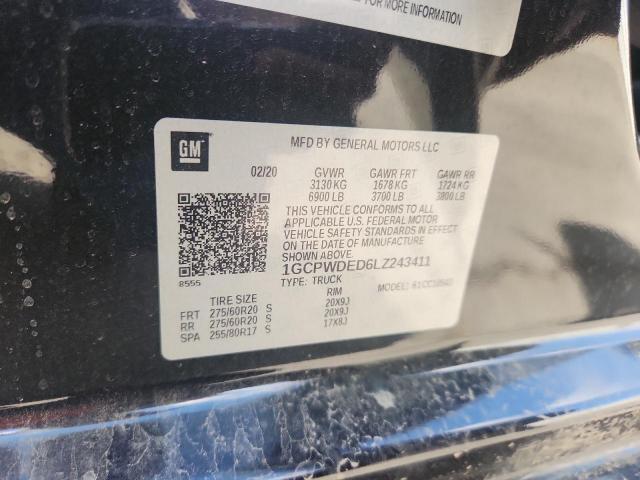 FOR MORE INFORMATION
GM
MFD BY GENERAL MOTORS LLC
02/20 GVWR GAWR FRT GAWR RR
3130 KG 1678 KG 1724 KG
6900 LB 3700 LB 3800 LB
THIS VEHICLE CONFORMS TO ALL
APPLICABLE U.S. FEDERAL MOTOR
VEHICLE SAFETY STANDARDS IN
EFFECT ON THE DATE OF MANUFACTURE
SHOWN ABOVE.
1GCPWDED6LZ243411
8555
TYPE: TRUCK MODEL:
TIRE SIZE RIM
FRT 275/60R20 S 20X9J
RR 275/60R20 S 20X9J
SPA 255/80R17 S 17X8J